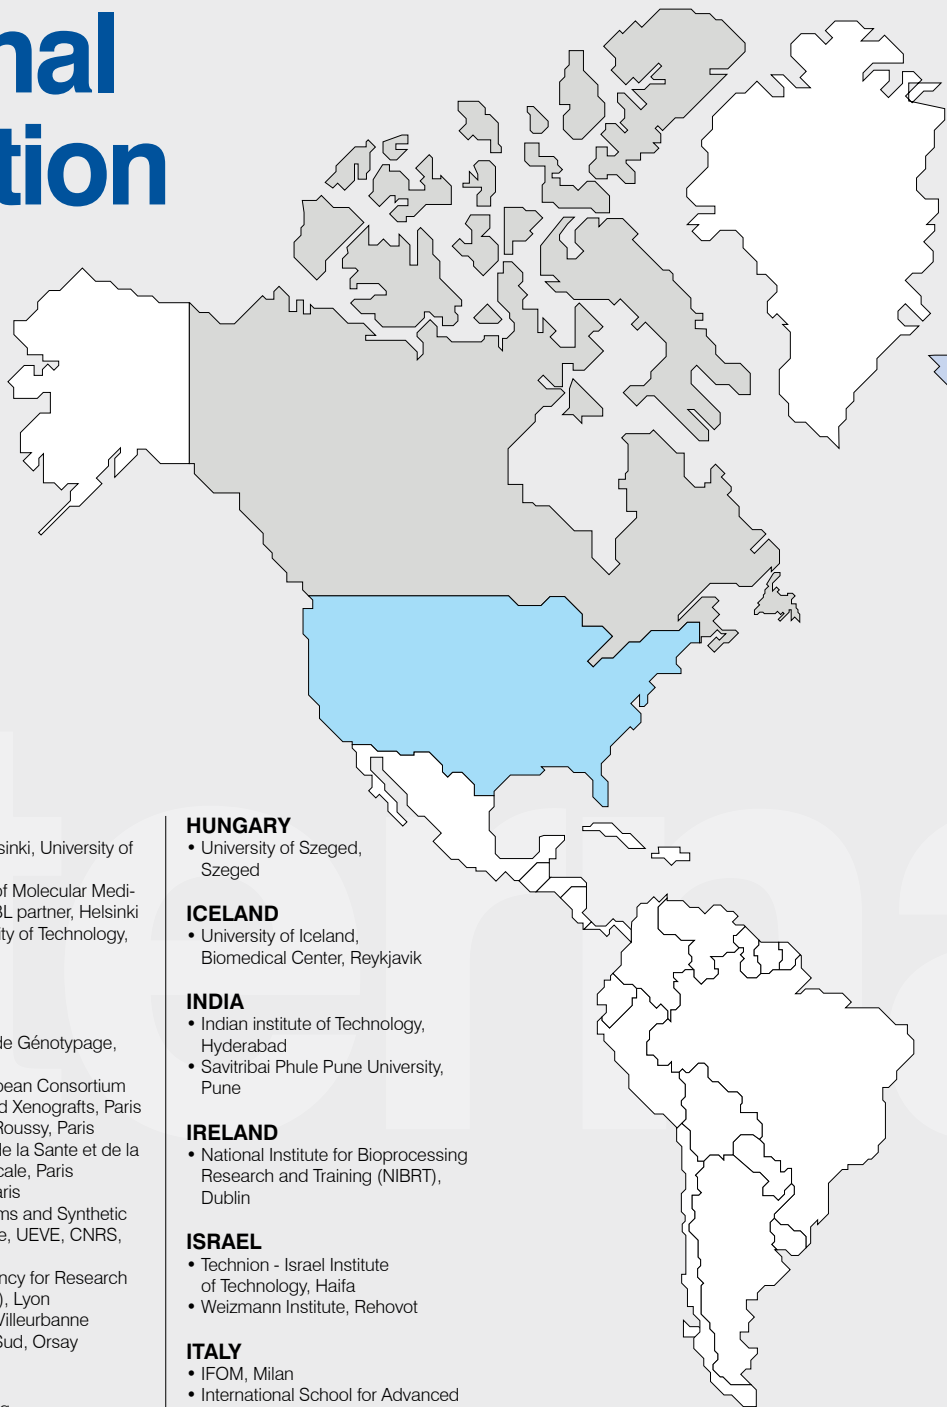 nal
tion
sinki, University of
of Molecular Medi-
BL partner, Helsinki
ity of Technology,
de Génotypage,
pean Consortium
d Xenografts, Paris
Roussy, Paris
de la Sante et de la
cale, Paris
aris
ms and Synthetic
e, UEVE, CNRS,
ncy for Research
), Lyon
Villeurbanne
Sud, Orsay
HUNGARY
• University of Szeged,
Szeged
ICELAND
• University of Iceland,
Biomedical Center, Reykjavik
INDIA
• Indian institute of Technology,
Hyderabad
• Savitribai Phule Pune University,
Pune
IRELAND
• National Institute for Bioprocessing
Research and Training (NIBRT),
Dublin
ISRAEL
• Technion - Israel Institute
of Technology, Haifa
• Weizmann Institute, Rehovot
ITALY
• IFOM, Milan
• International School for Advanced
terna